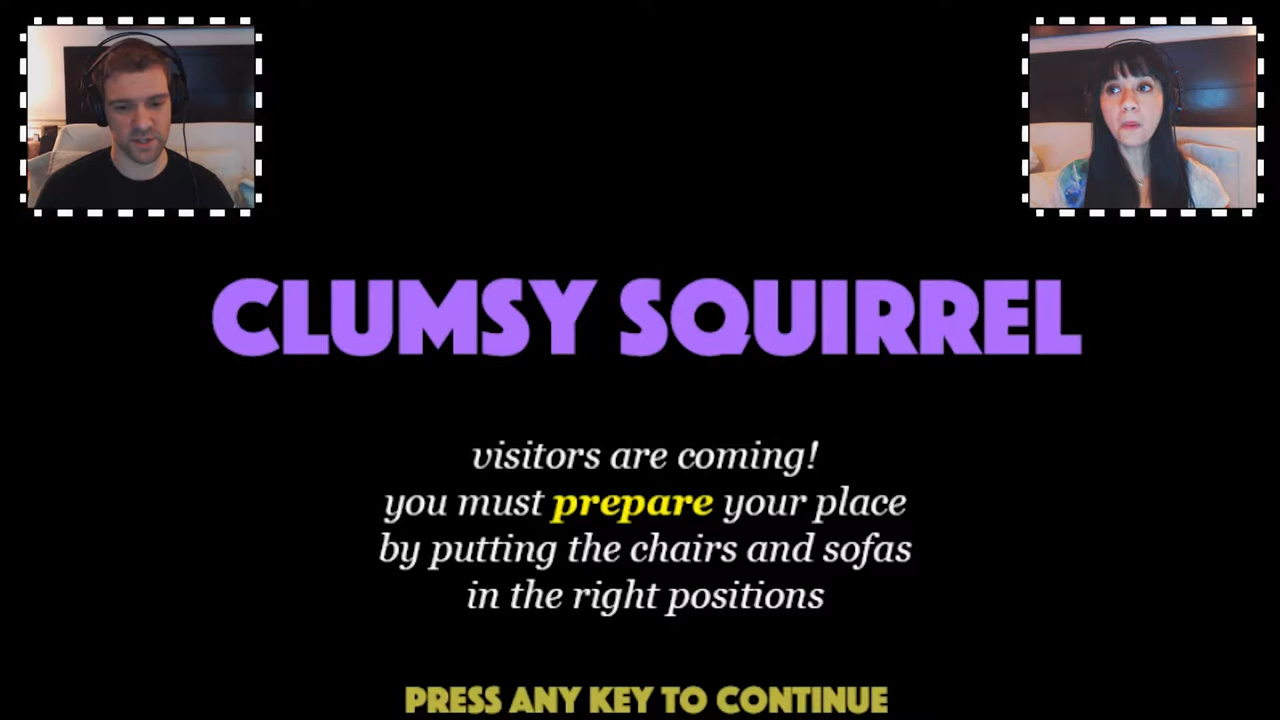 CLUMSY SQUIRREL
visitors are coming!
you must prepare your place
by putting the chairs and sofas
in the right positions
PRESS ANY KEY TO CONTINUE